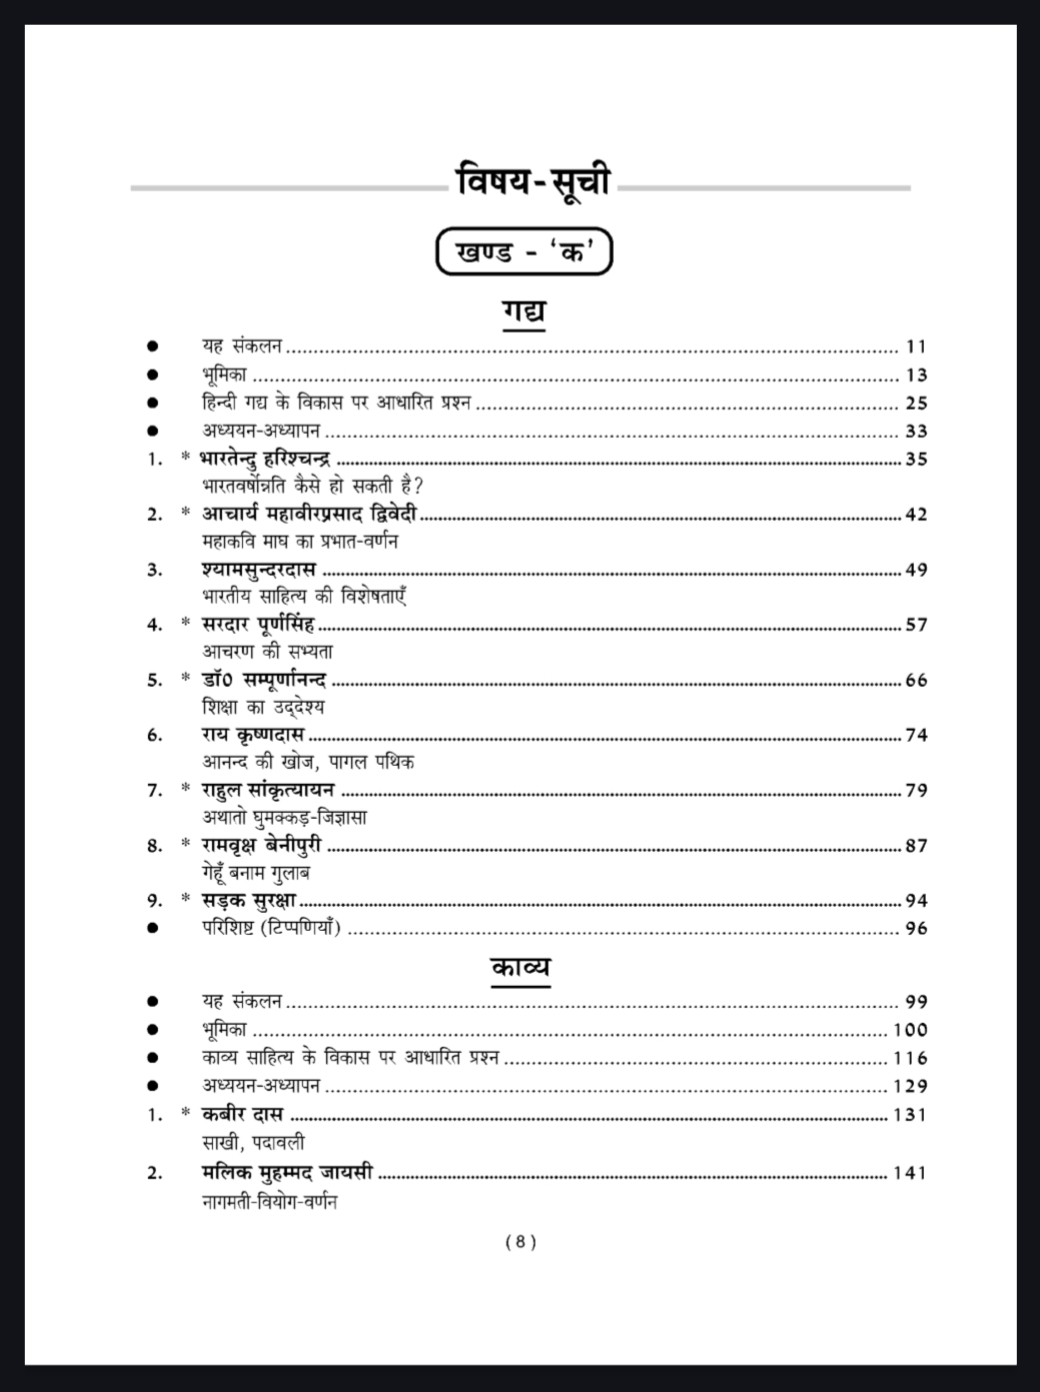 विषय-सूची
खण्ड - ‘क’
गद्य
● यह संकलन ........ 11
● भूमिका ........ 13
● हिन्दी गद्य के विकास पर आधारित प्रश्न ........ 25
● अध्ययन-अध्यापन ........ 33
1. * भारतेन्दु हरिश्चन्द्र ........ 35
भारतवर्षोन्नति कैसे हो सकती है?
2. * आचार्य महावीरप्रसाद द्विवेदी ........ 42
महाकवि माघ का प्रभात-वर्णन
3. श्यामसुन्दरदास ........ 49
भारतीय साहित्य की विशेषताएँ
4. * सरदार पूर्णसिंह ........ 57
आचरण की सभ्यता
5. * डॉ0 सम्पूर्णानन्द ........ 66
शिक्षा का उद्‌देश्य
6. राय कृष्णदास ........ 74
आनन्द की खोज, पागल पथिक
7. * राहुल सांकृत्यायन ........ 79
अथातो घुमक्कड़-जिज्ञासा
8. * रामवृक्ष बेनीपुरी ........ 87
गेहूँ बनाम गुलाब
9. * सड़क सुरक्षा ........ 94
● परिशिष्ट (टिप्पणियाँ) ........ 96
काव्य
● यह संकलन ........ 99
● भूमिका ........ 100
● काव्य साहित्य के विकास पर आधारित प्रश्न ........ 116
● अध्ययन-अध्यापन ........ 129
1. * कबीर दास ........ 131
साखी, पदावली
2. मलिक मुहम्मद जायसी ........ 141
नागमती-वियोग-वर्णन
( 8 )